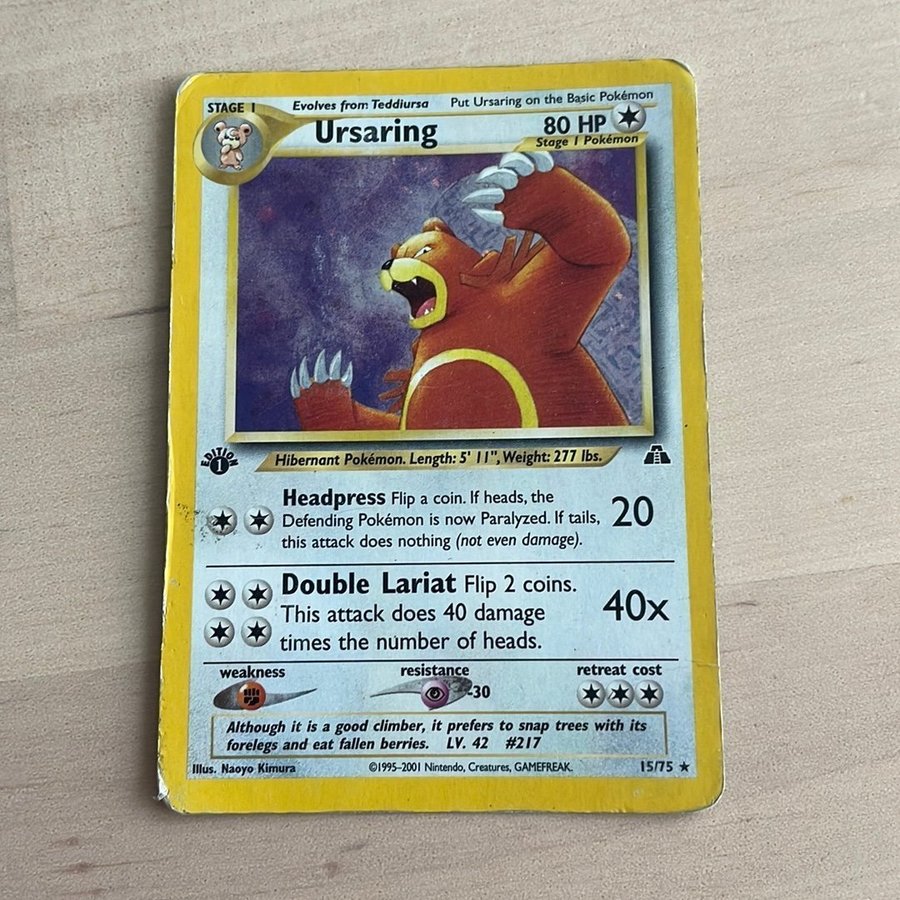 STAGE 1 Evolves from Teddiursa Put Ursaring on the Basic Pokémon
Ursaring 80 HP
Stage 1 Pokémon
EDITION
1
Hibernant Pokémon. Length: 5' 11", Weight: 277 lbs.
Headpress Flip a coin. If heads, the
Defending Pokémon is now Paralyzed. If tails,
this attack does nothing (not even damage).
20
Double Lariat Flip 2 coins.
This attack does 40 damage
times the number of heads.
40x
weakness resistance retreat cost
-30
Although it is a good climber, it prefers to snap trees with its
forelegs and eat fallen berries. LV. 42 #217
Illus. Naoyo Kimura ©1995-2001 Nintendo, Creatures, GAMEFREAK. 15/75 ★